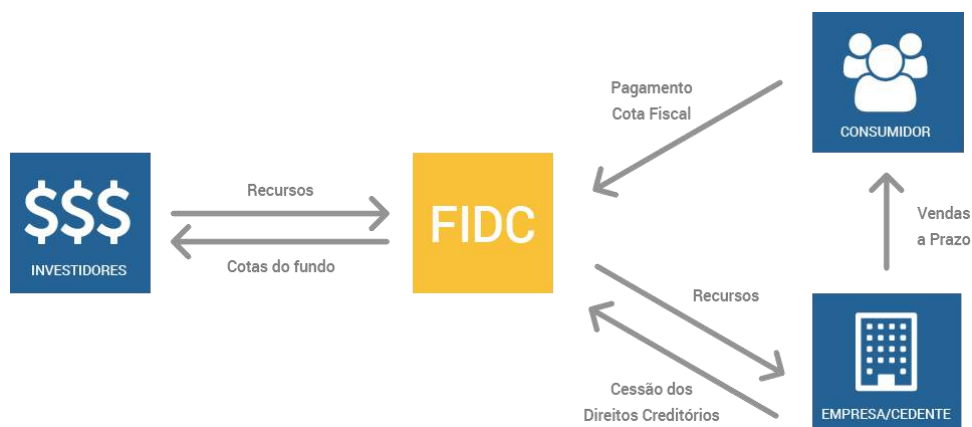 Pagamento
Cota Fiscal
CONSUMIDOR
$$$
INVESTIDORES
Recursos
Cotas do fundo
FIDC
Vendas
a Prazo
Recursos
Cessão dos
Direitos Creditórios
EMPRESA/CEDENTE